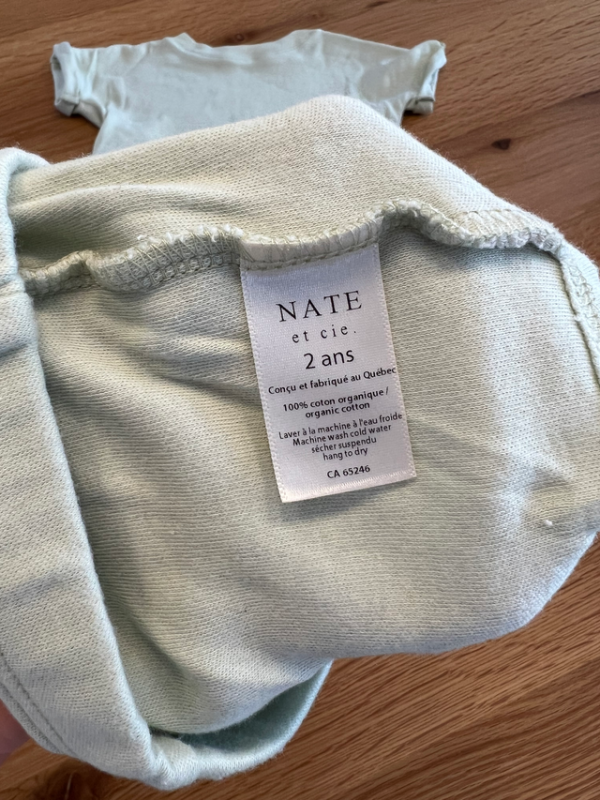 NATE
et cie.
2 ans
Conçu et fabriqué au Québec
100% coton organique /
organic cotton
Laver à la machine à l'eau froide
Machine wash cold water
sécher suspendu
hang to dry
CA 65246